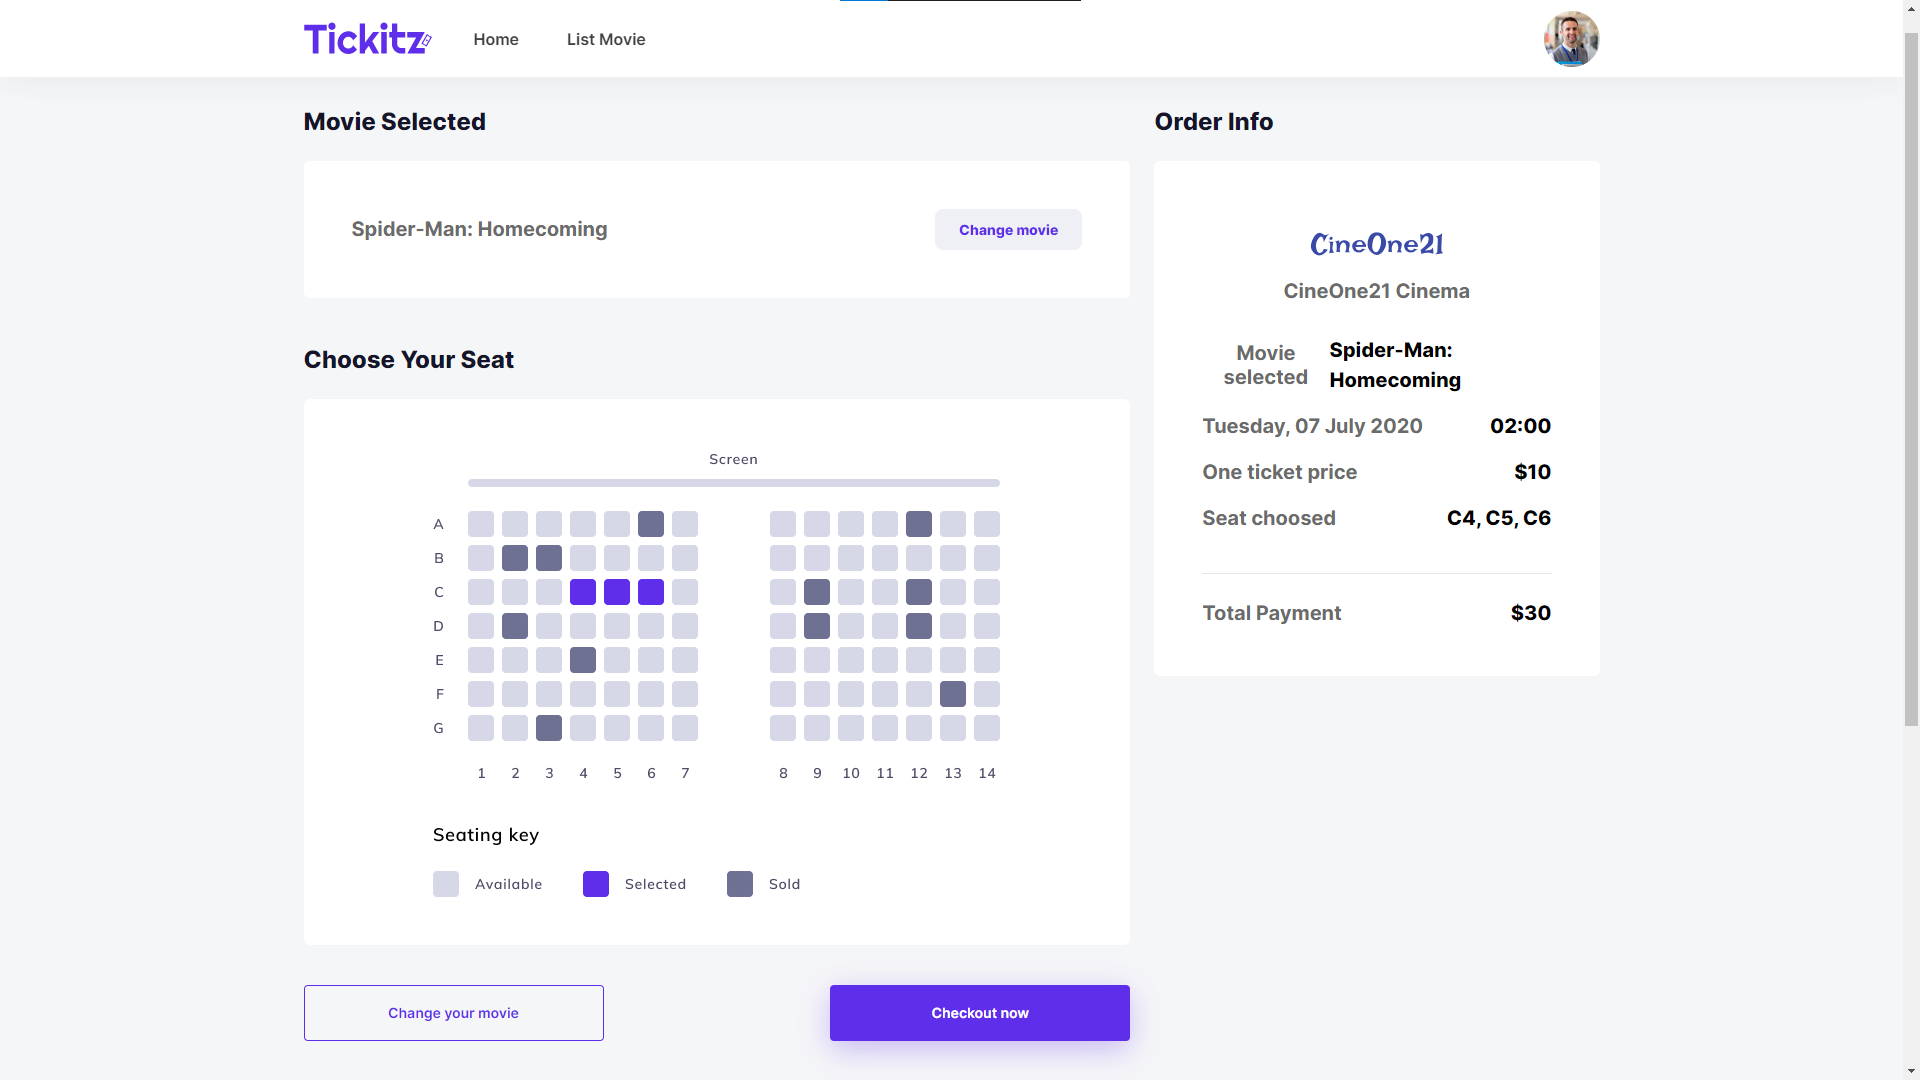 Tickitz
Home
List Movie
Movie Selected
Spider-Man: Homecoming
Change movie
Choose Your Seat
Screen
A
B
C
D
E
F
G
1 2 3 4 5 6 7 8 9 10 11 12 13 14
Seating key
Available
Selected
Sold
Change your movie
Checkout now
Order Info
CineOne21
CineOne21 Cinema
Movie
selected
Spider-Man:
Homecoming
Tuesday, 07 July 2020 02:00
One ticket price $10
Seat choosed C4, C5, C6
Total Payment $30